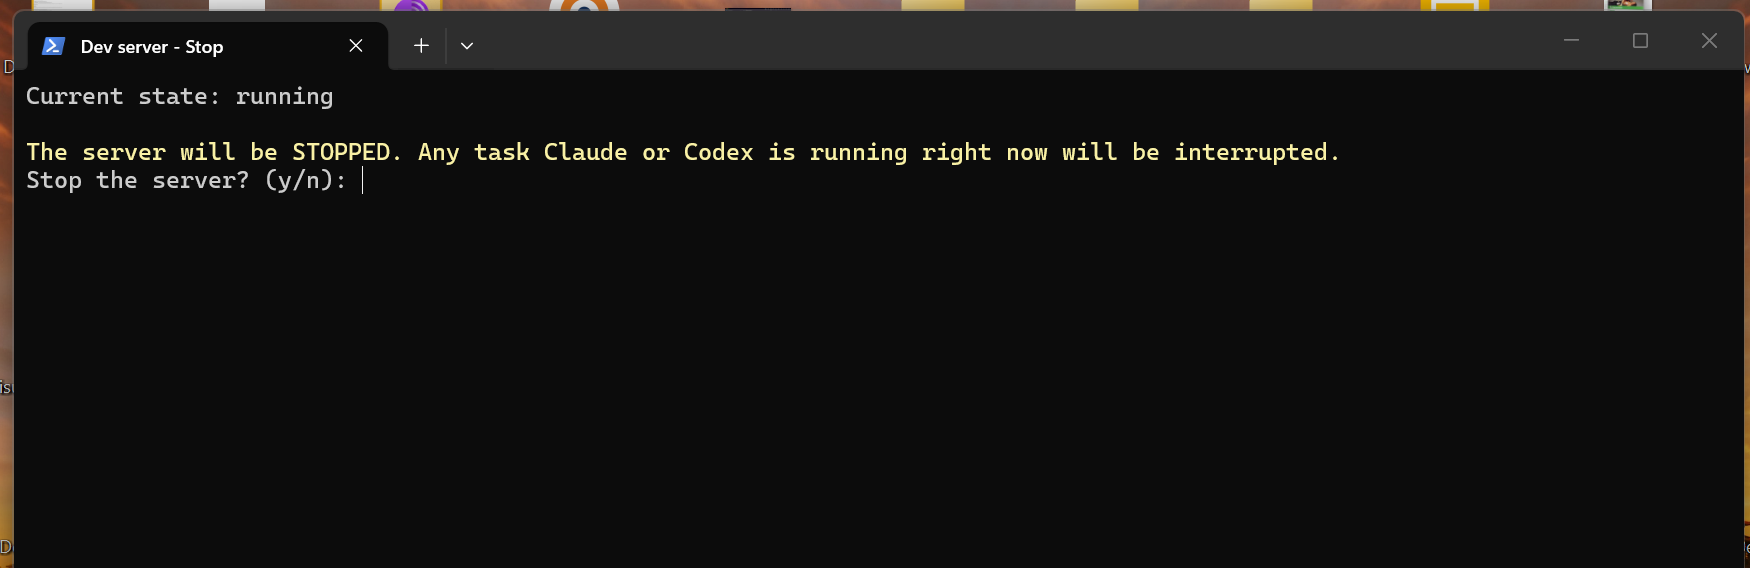 Dev server - Stop
Current state: running
The server will be STOPPED. Any task Claude or Codex is running right now will be interrupted.
Stop the server? (y/n):